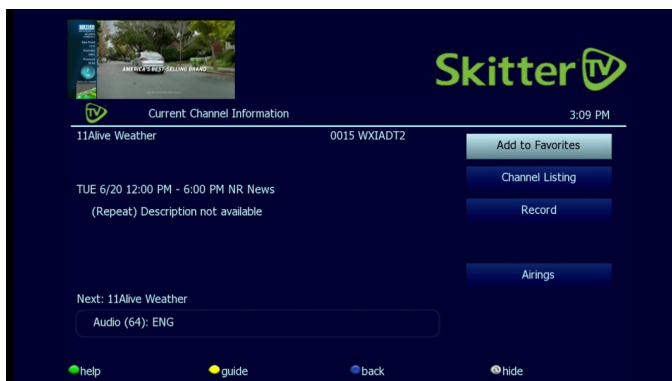 AMERICA'S BEST-SELLING BRAND
Skitter TV
TV
Current Channel Information
3:09 PM
11Alive Weather
0015 WXIADT2
Add to Favorites
Channel Listing
TUE 6/20 12:00 PM - 6:00 PM NR News
(Repeat) Description not available
Record
Airings
Next: 11Alive Weather
Audio (64): ENG
help
guide
back
hide